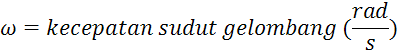 ω = kecepatan sudut gelombang (rad/s)